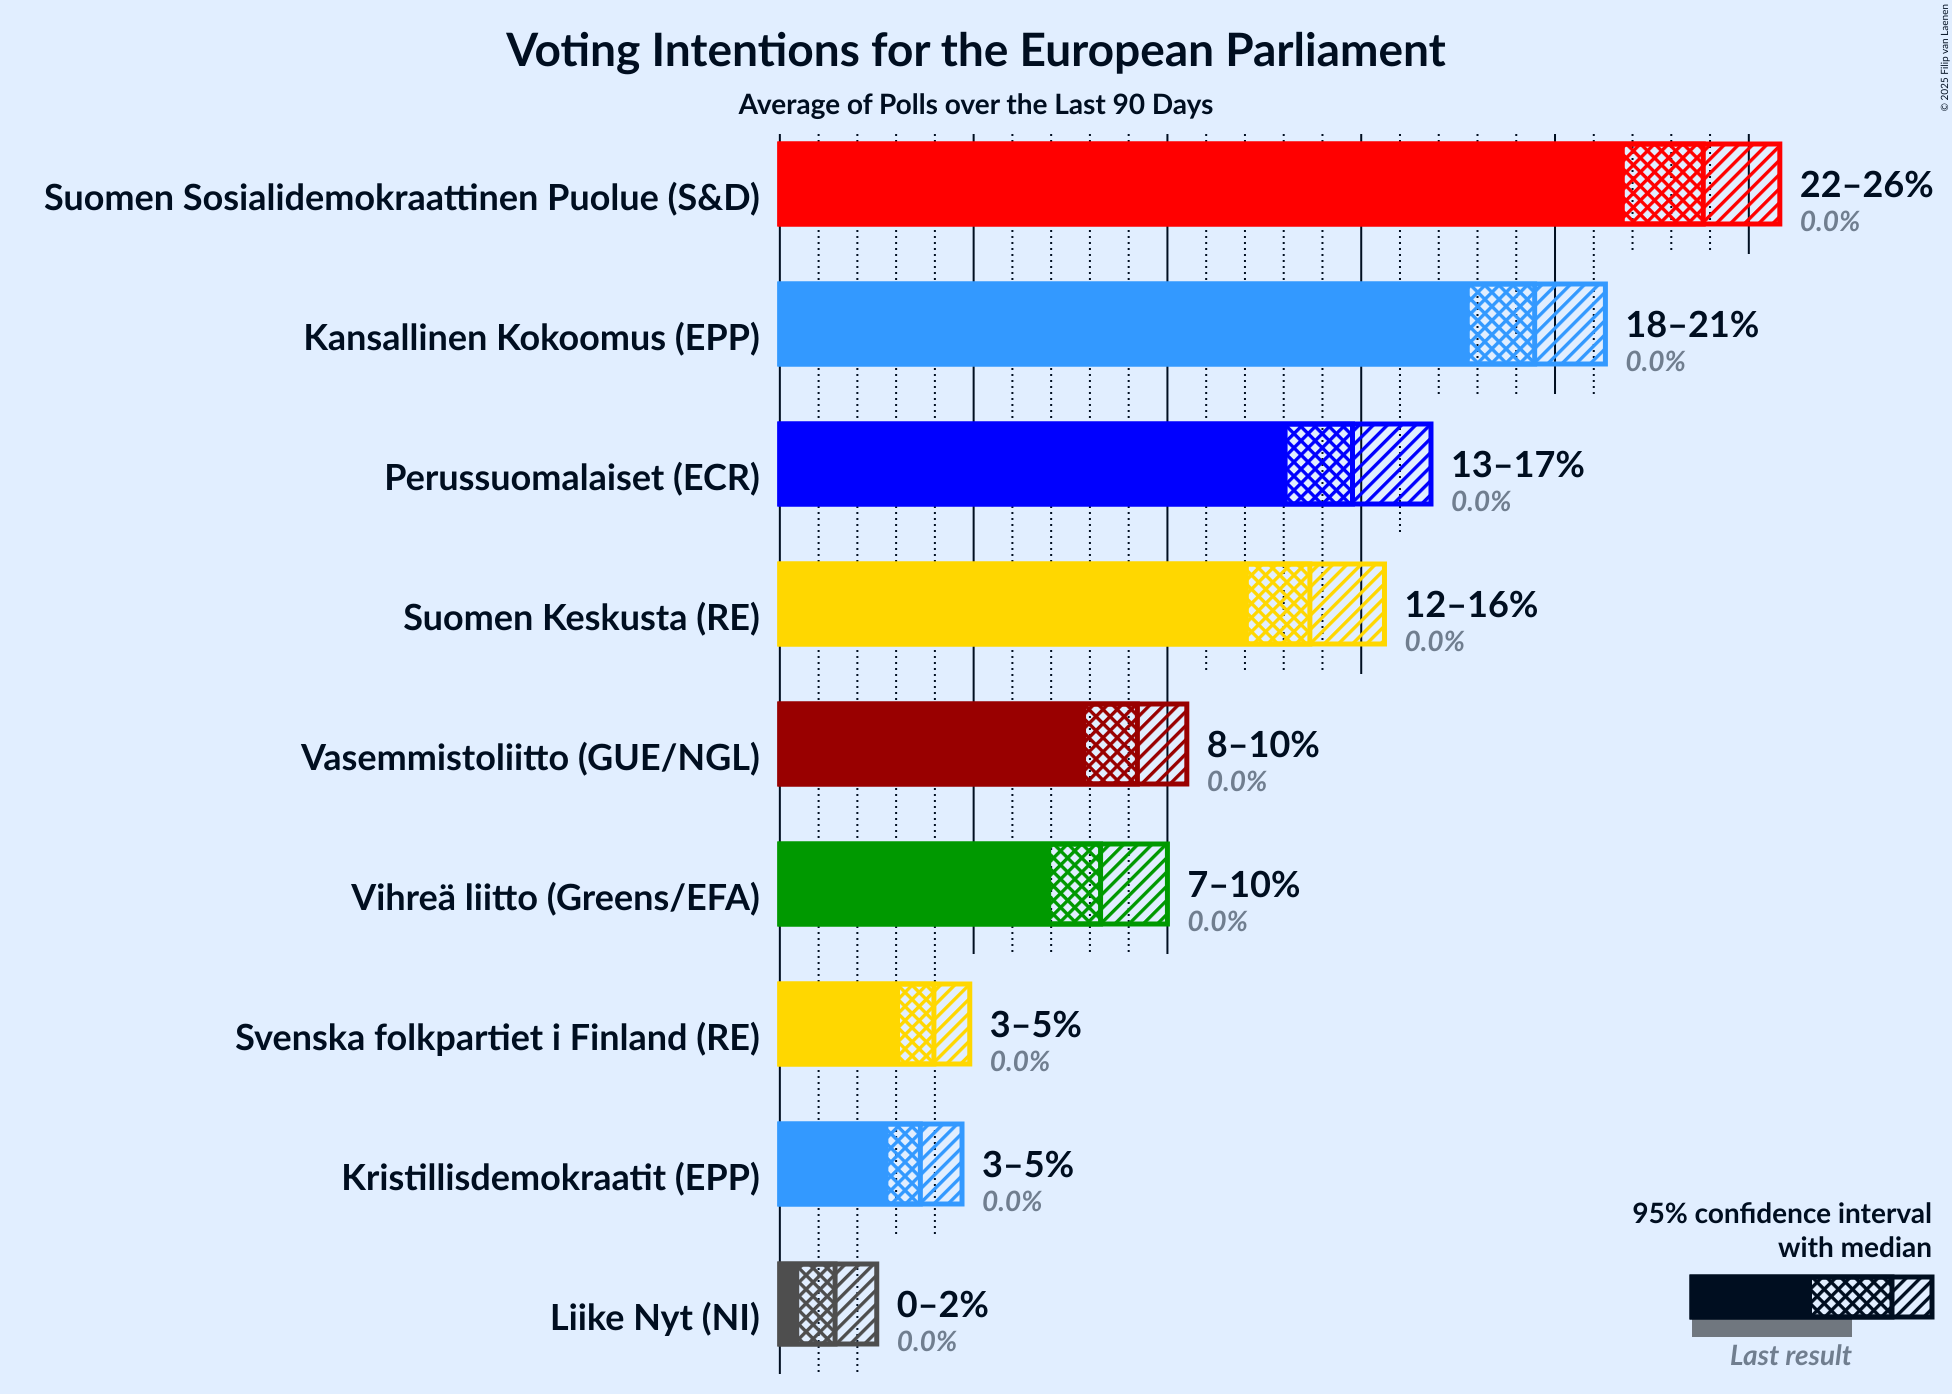 Voting Intentions for the European Parliament
Average of Polls over the Last 90 Days
© 2025 Filip van Laenen
Suomen Sosialidemokraattinen Puolue (S&D)
22–26%
0.0%
Kansallinen Kokoomus (EPP)
18–21%
0.0%
Perussuomalaiset (ECR)
13–17%
0.0%
Suomen Keskusta (RE)
12–16%
0.0%
Vasemmistoliitto (GUE/NGL)
8–10%
0.0%
Vihreä liitto (Greens/EFA)
7–10%
0.0%
Svenska folkpartiet i Finland (RE)
3–5%
0.0%
Kristillisdemokraatit (EPP)
3–5%
0.0%
Liike Nyt (NI)
0–2%
0.0%
95% confidence interval
with median
Last result